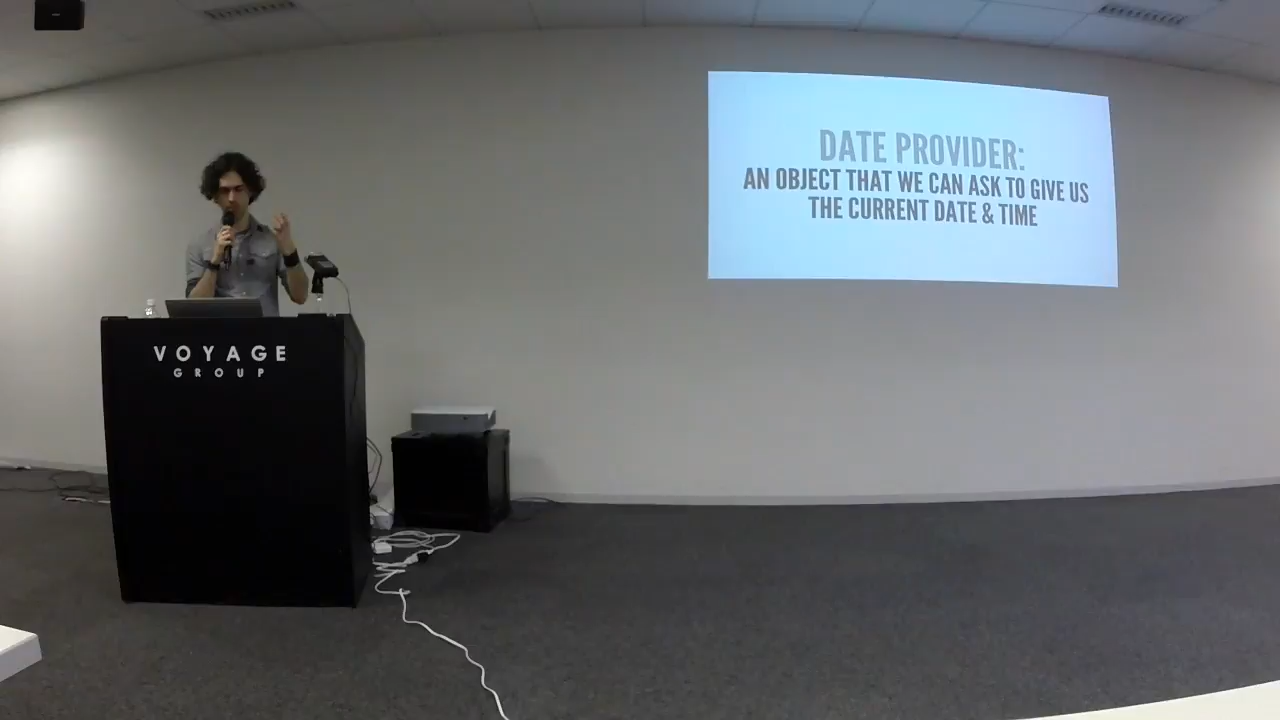 DATE PROVIDER:
AN OBJECT THAT WE CAN ASK TO GIVE US
THE CURRENT DATE & TIME
VOYAGE
GROUP